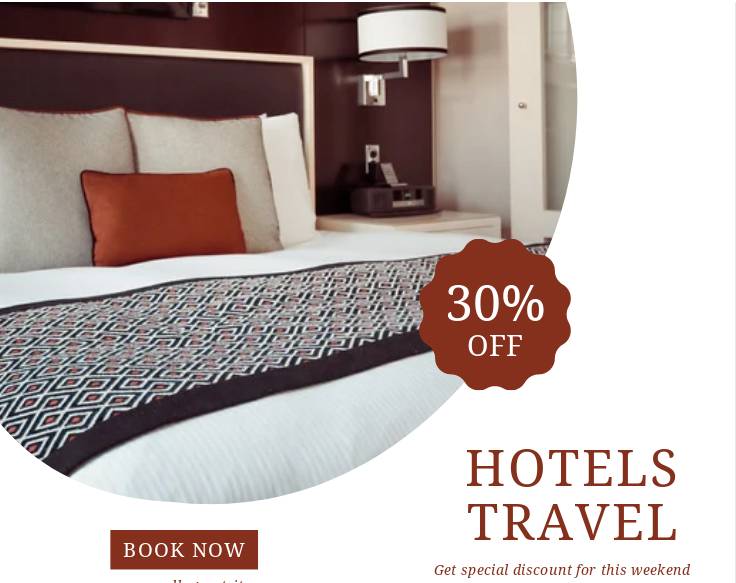 30%
OFF
HOTELS
TRAVEL
BOOK NOW
Get special discount for this weekend